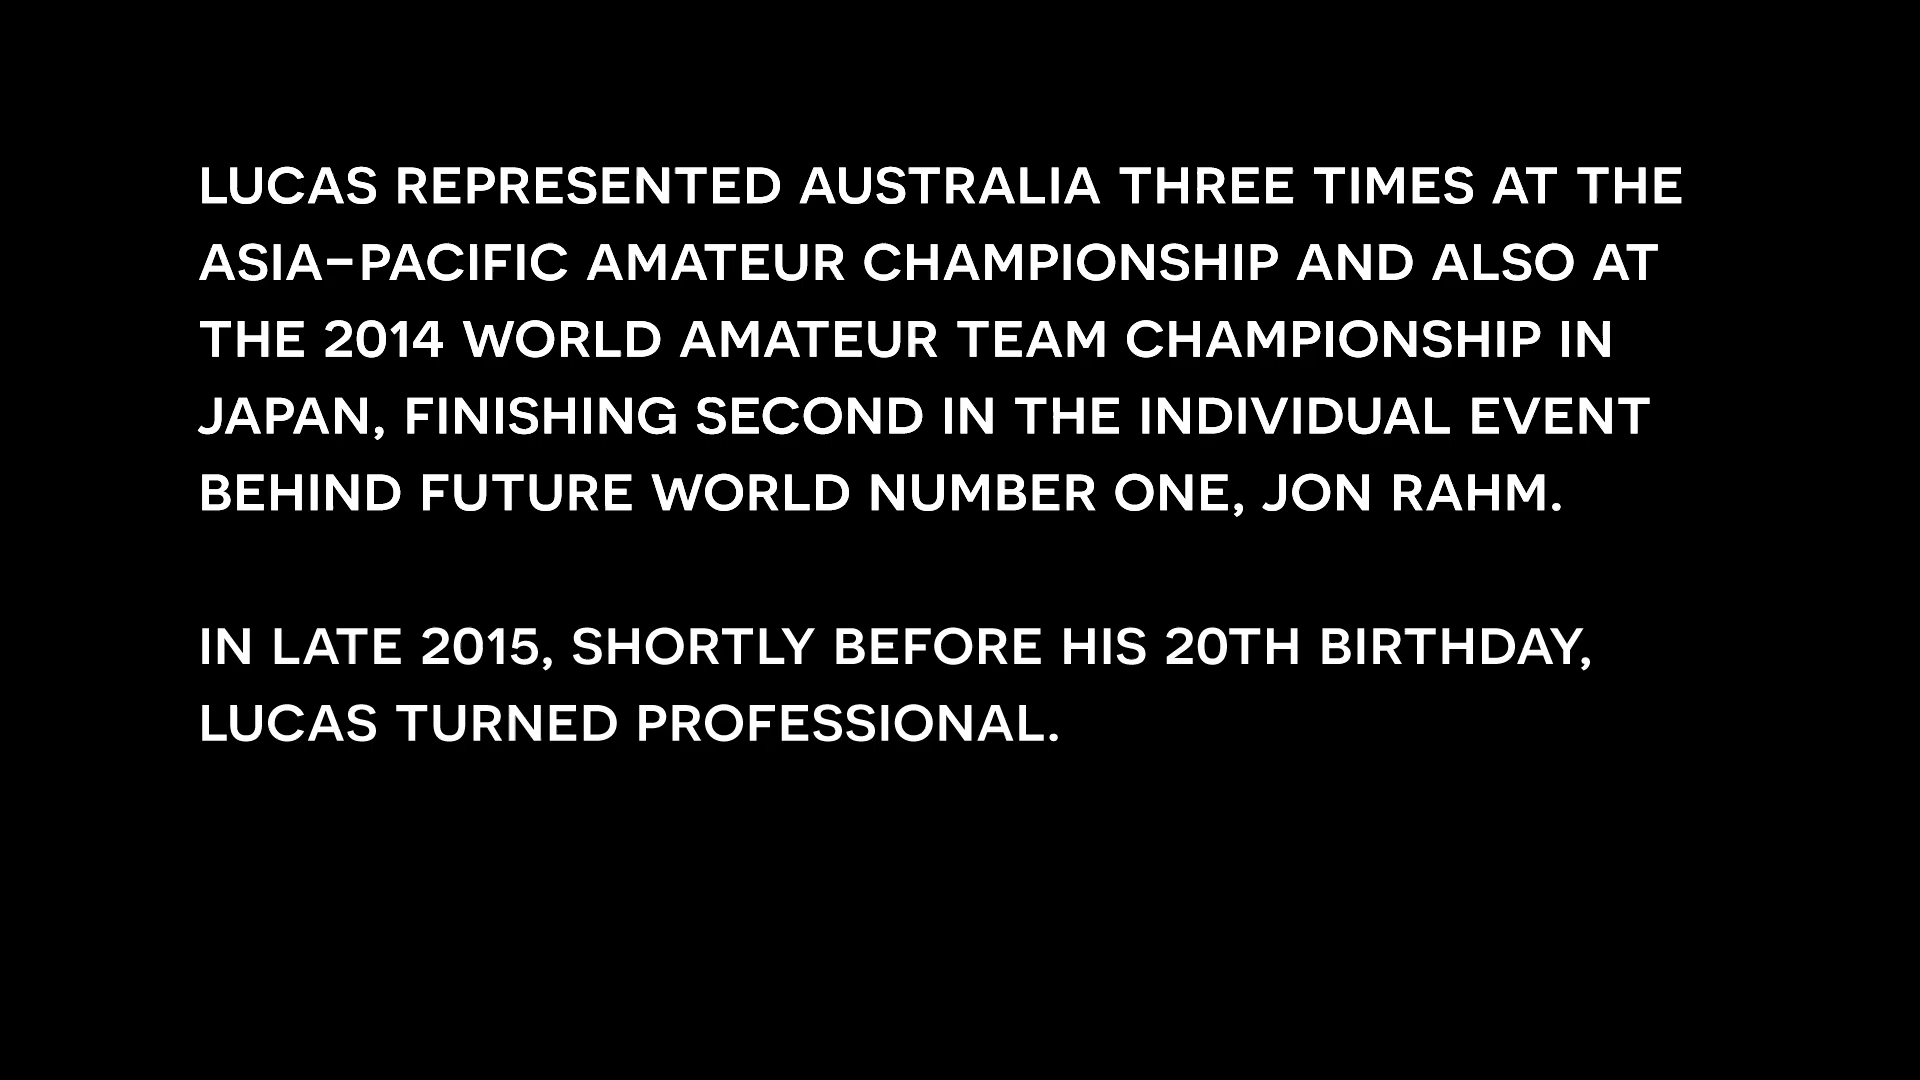 LUCAS REPRESENTED AUSTRALIA THREE TIMES AT THE
ASIA-PACIFIC AMATEUR CHAMPIONSHIP AND ALSO AT
THE 2014 WORLD AMATEUR TEAM CHAMPIONSHIP IN
JAPAN, FINISHING SECOND IN THE INDIVIDUAL EVENT
BEHIND FUTURE WORLD NUMBER ONE, JON RAHM.
IN LATE 2015, SHORTLY BEFORE HIS 20TH BIRTHDAY,
LUCAS TURNED PROFESSIONAL.